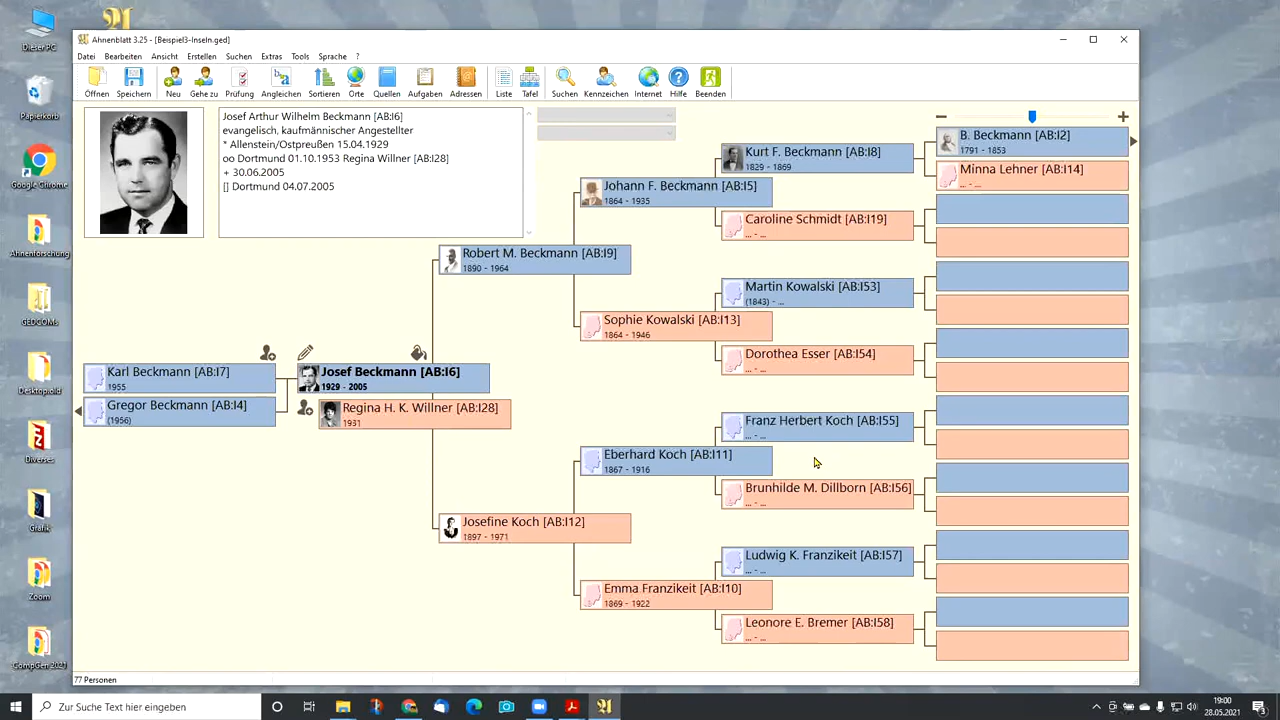 Dieser PC
Papierkorb
Google Chrome
Ahnenforschung
GEDCOMs
Desktop.old
Diverses
Grafik
Zoom
CompGen 2021
Ahnenblatt 3.25 - [Beispiel3-Inseln.ged]
Datei Bearbeiten Ansicht Erstellen Suchen Extras Tools Sprache ?
Öffnen Speichern Neu Gehe zu Prüfung Angleichen Sortieren Orte Quellen Aufgaben Adressen Liste Tafel Suchen Kennzeichnen Internet Hilfe Beenden
Josef Arthur Wilhelm Beckmann [AB:I6]
evangelisch, kaufmännischer Angestellter
* Allenstein/Ostpreußen 15.04.1929
oo Dortmund 01.10.1953 Regina Willner [AB:I28]
+ 30.06.2005
[] Dortmund 04.07.2005
Karl Beckmann [AB:I7]
1955
Gregor Beckmann [AB:I4]
(1956)
Josef Beckmann [AB:I6]
1929 - 2005
Regina H. K. Willner [AB:I28]
1931
Robert M. Beckmann [AB:I9]
1890 - 1964
Josefine Koch [AB:I12]
1897 - 1971
Johann F. Beckmann [AB:I5]
1864 - 1935
Sophie Kowalski [AB:I13]
1864 - 1946
Eberhard Koch [AB:I11]
1867 - 1916
Emma Franzikeit [AB:I10]
1869 - 1922
Kurt F. Beckmann [AB:I8]
1829 - 1869
Caroline Schmidt [AB:I19]
... - ...
Martin Kowalski [AB:I53]
(1843) - ...
Dorothea Esser [AB:I54]
... - ...
Franz Herbert Koch [AB:I55]
... - ...
Brunhilde M. Dillborn [AB:I56]
... - ...
Ludwig K. Franzikeit [AB:I57]
... - ...
Leonore E. Bremer [AB:I58]
... - ...
B. Beckmann [AB:I2]
1791 - 1853
Minna Lehner [AB:I14]
... - ...
77 Personen
Zur Suche Text hier eingeben
19:00
28.05.2021